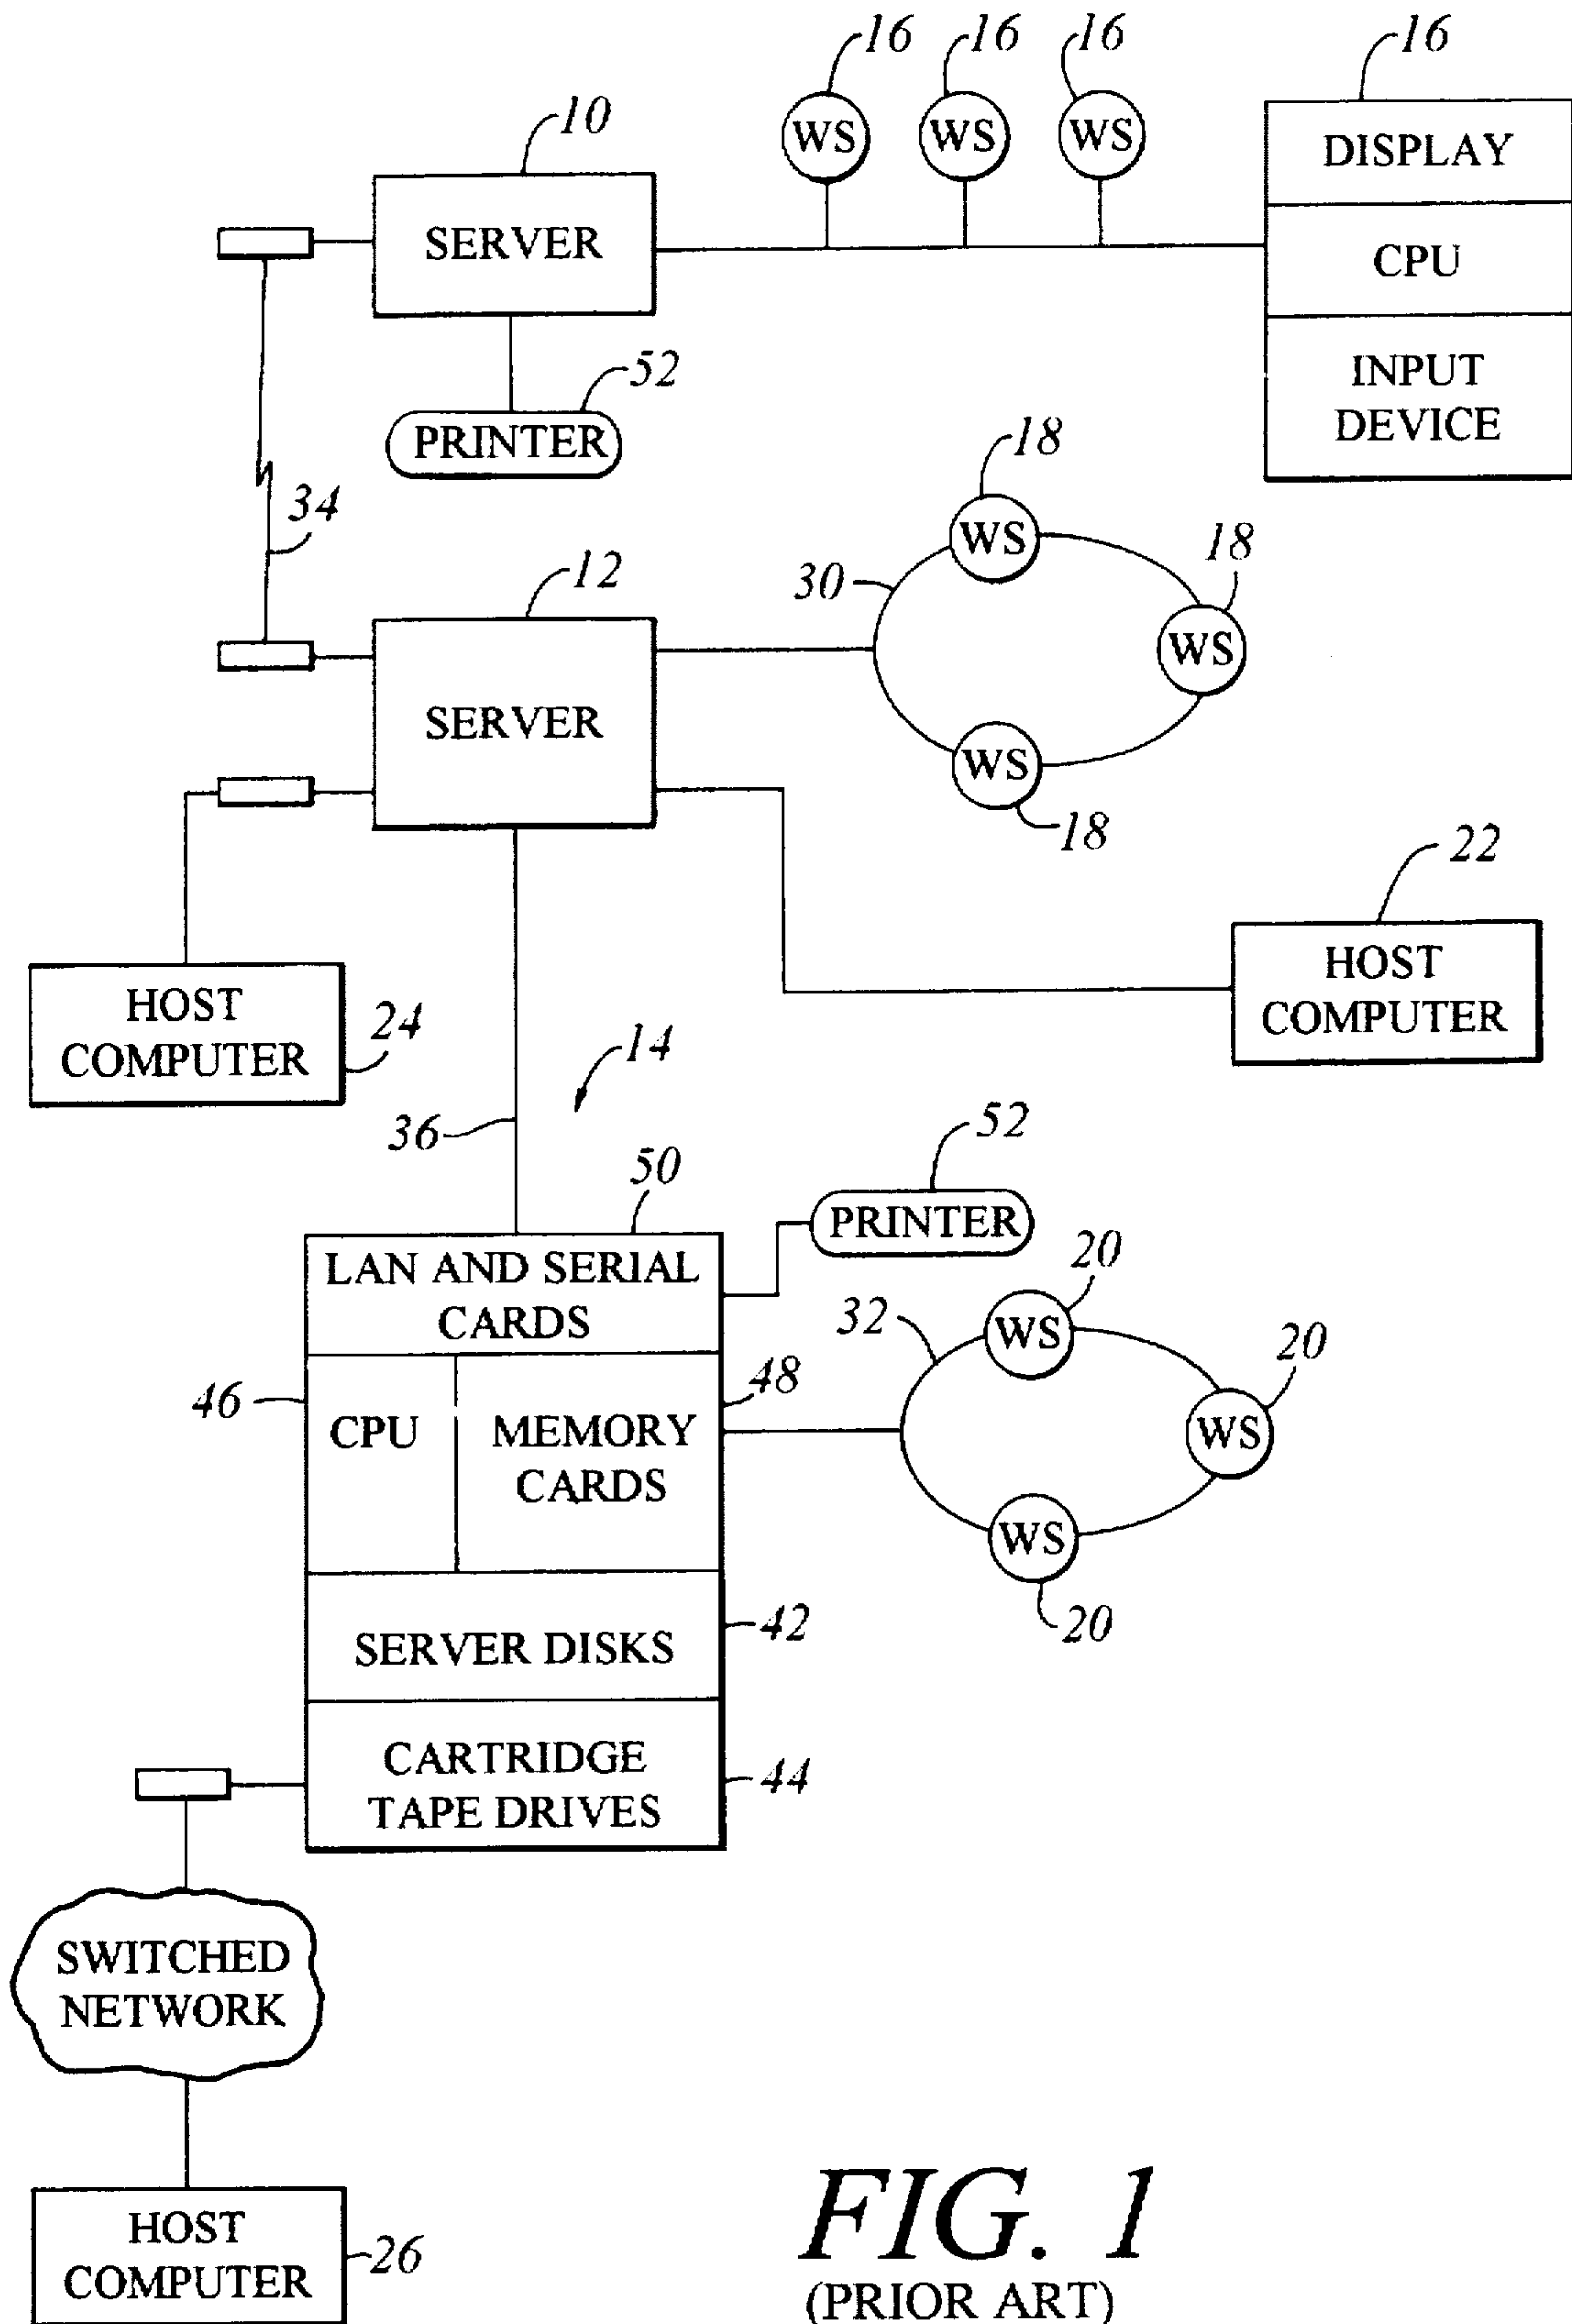 16
16
16
16
10
WS
WS
WS
DISPLAY
SERVER
CPU
52
INPUT
DEVICE
PRINTER
18
34
WS
18
12
30
WS
SERVER
WS
18
22
HOST
COMPUTER
HOST
COMPUTER
24
14
36
52
50
PRINTER
LAN AND SERIAL
CARDS
20
32
WS
20
46
48
CPU
MEMORY
CARDS
WS
WS
20
42
SERVER DISKS
CARTRIDGE
TAPE DRIVES
44
SWITCHED
NETWORK
HOST
COMPUTER
26
FIG. 1
(PRIOR ART)